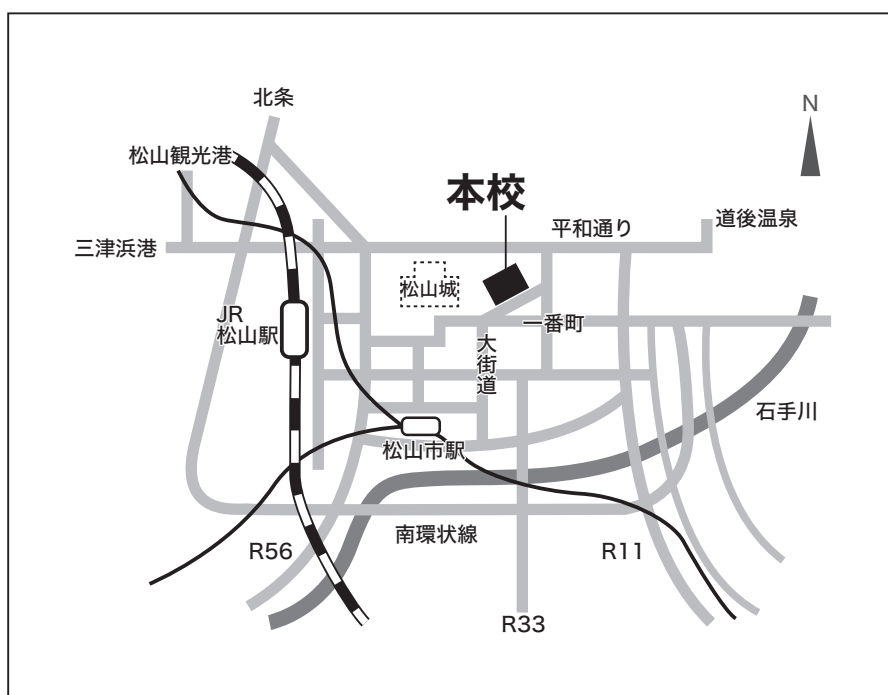 北条
N
松山観光港
本校
道後温泉
平和通り
三津浜港
松山城
JR
松山駅
一番町
大街道
石手川
松山市駅
南環状線
R56
R11
R33